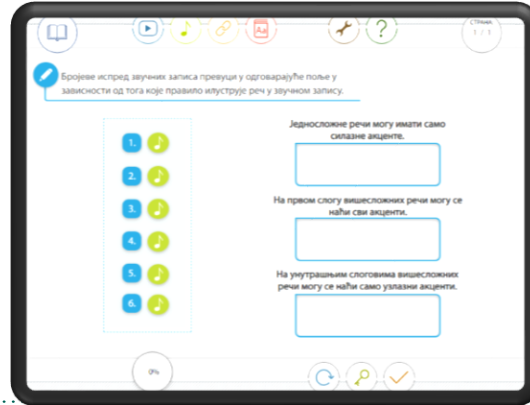 Aa
?
СТРАНА
1 / 1
Бројеве испред звучних записа превуци у одговарајуће поље у
зависности од тога које правило илуструје реч у звучном запису.
1.
2.
3.
4.
5.
6.
Једносложне речи могу имати само
силазне акценте.
На првом слогу вишесложних речи могу се
наћи сви акценти.
На унутрашњим слоговима вишесложних
речи могу се наћи само узлазни акценти.
0%